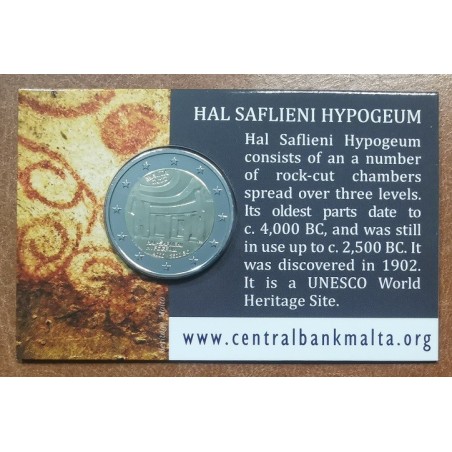 HAL SAFLIENI HYPOGEUM
Hal Saflieni Hypogeum
consists of an a number
of rock-cut chambers
spread over three levels.
Its oldest parts date to
c. 4,000 BC, and was still
in use up to c. 2,500 BC. It
was discovered in 1902.
It is a UNESCO World
Heritage Site.
www.centralbankmalta.org